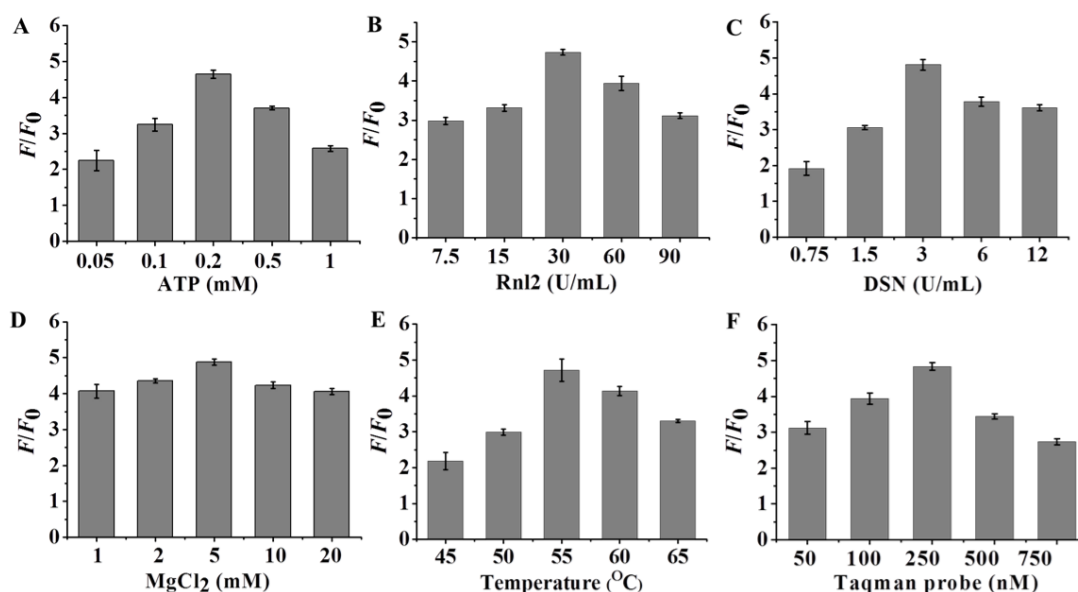 A
F/F0
6
5
4
3
2
1
0
0.05 0.1 0.2 0.5 1
ATP (mM)
B
F/F0
5
4
3
2
1
0
7.5 15 30 60 90
Rnl2 (U/mL)
C
F/F0
6
5
4
3
2
1
0
0.75 1.5 3 6 12
DSN (U/mL)
D
F/F0
6
5
4
3
2
1
0
1 2 5 10 20
MgCl2 (mM)
E
F/F0
6
5
4
3
2
1
0
45 50 55 60 65
Temperature (OC)
F
F/F0
6
5
4
3
2
1
0
50 100 250 500 750
Taqman probe (nM)